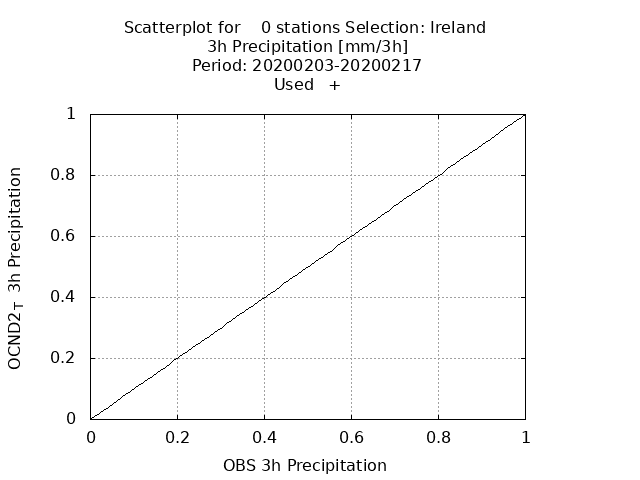 Scatterplot for    0 stations Selection: Ireland
3h Precipitation [mm/3h]
Period: 20200203-20200217
Used   +
1
0.8
0.6
0.4
0.2
0
OCND2_T 3h Precipitation
0 0.2 0.4 0.6 0.8 1
OBS 3h Precipitation